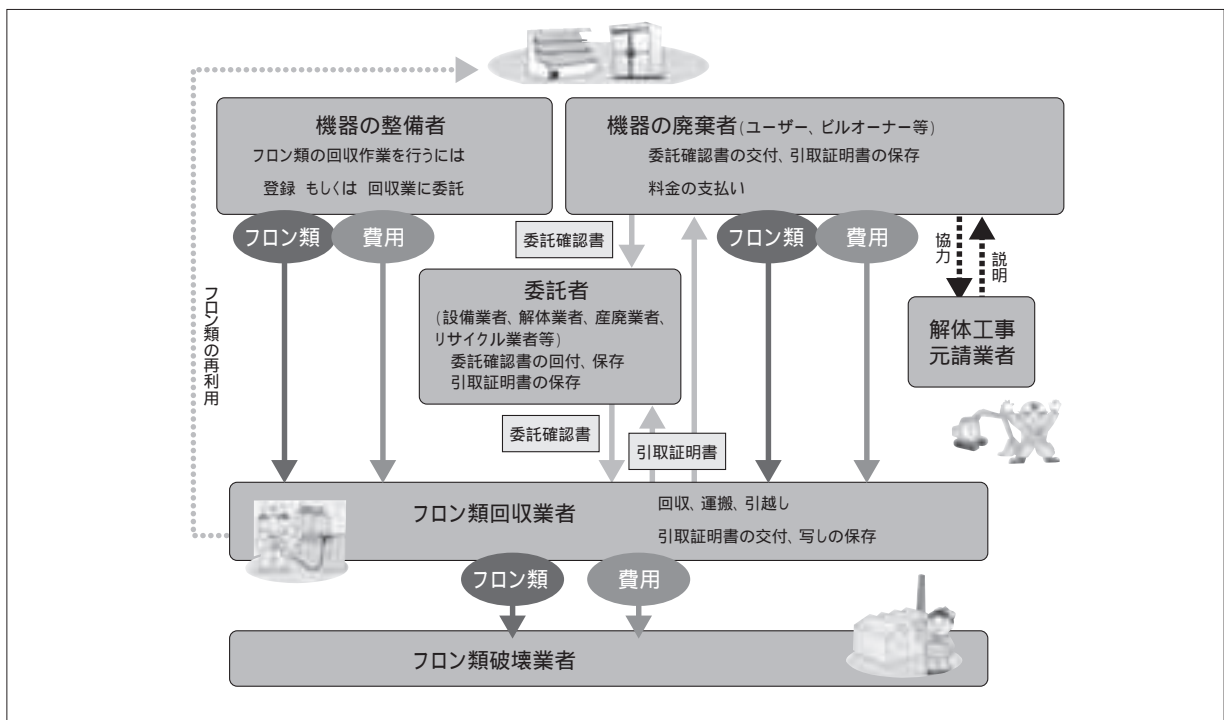 機器の整備者
フロン類の回収作業を行うには
登録 もしくは 回収業に委託
機器の廃棄者(ユーザー、ビルオーナー等)
委託確認書の交付、引取証明書の保存
料金の支払い
フロン類
費用
委託確認書
フロン類
費用
協力
説明
委託者
(設備業者、解体業者、産廃業者、
リサイクル業者等)
委託確認書の回付、保存
引取証明書の保存
解体工事
元請業者
フロン類の再利用
委託確認書
引取証明書
フロン類回収業者
回収、運搬、引越し
引取証明書の交付、写しの保存
フロン類
費用
フロン類破壊業者